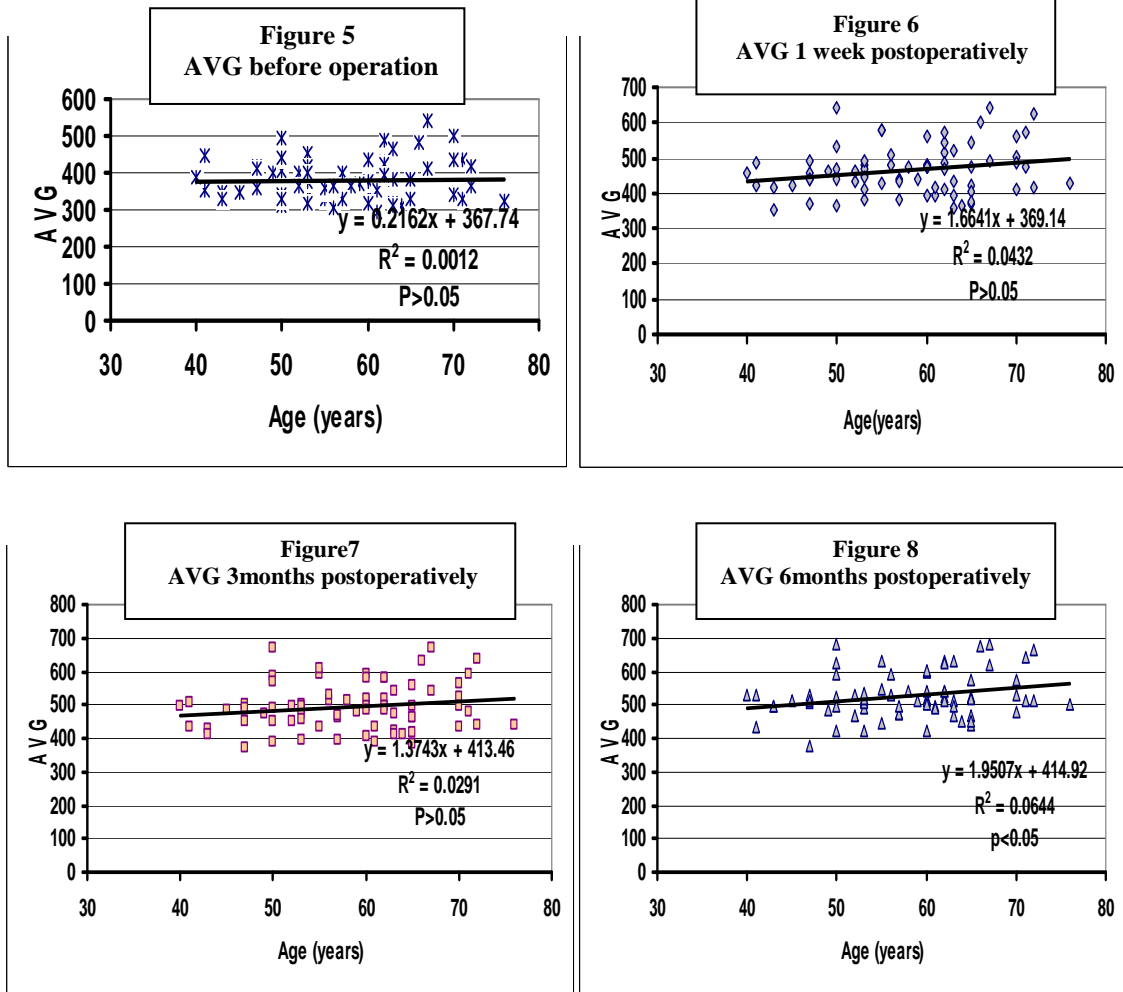 Figure 5
AVG before operation
600
500
400
300
200
100
0
A V G
y = 0.2162x + 367.74
R² = 0.0012
P>0.05
30 40 50 60 70 80
Age (years)
Figure 6
AVG 1 week postoperatively
700
600
500
400
300
200
100
0
A V G
y = 1.6641x + 369.14
R² = 0.0432
P>0.05
30 40 50 60 70 80
Age(years)
Figure7
AVG 3months postoperatively
800
700
600
500
400
300
200
100
0
A V G
y = 1.3743x + 413.46
R² = 0.0291
P>0.05
30 40 50 60 70 80
Age (years)
Figure 8
AVG 6months postoperatively
800
700
600
500
400
300
200
100
0
A V G
y = 1.9507x + 414.92
R² = 0.0644
p<0.05
30 40 50 60 70 80
Age (years)